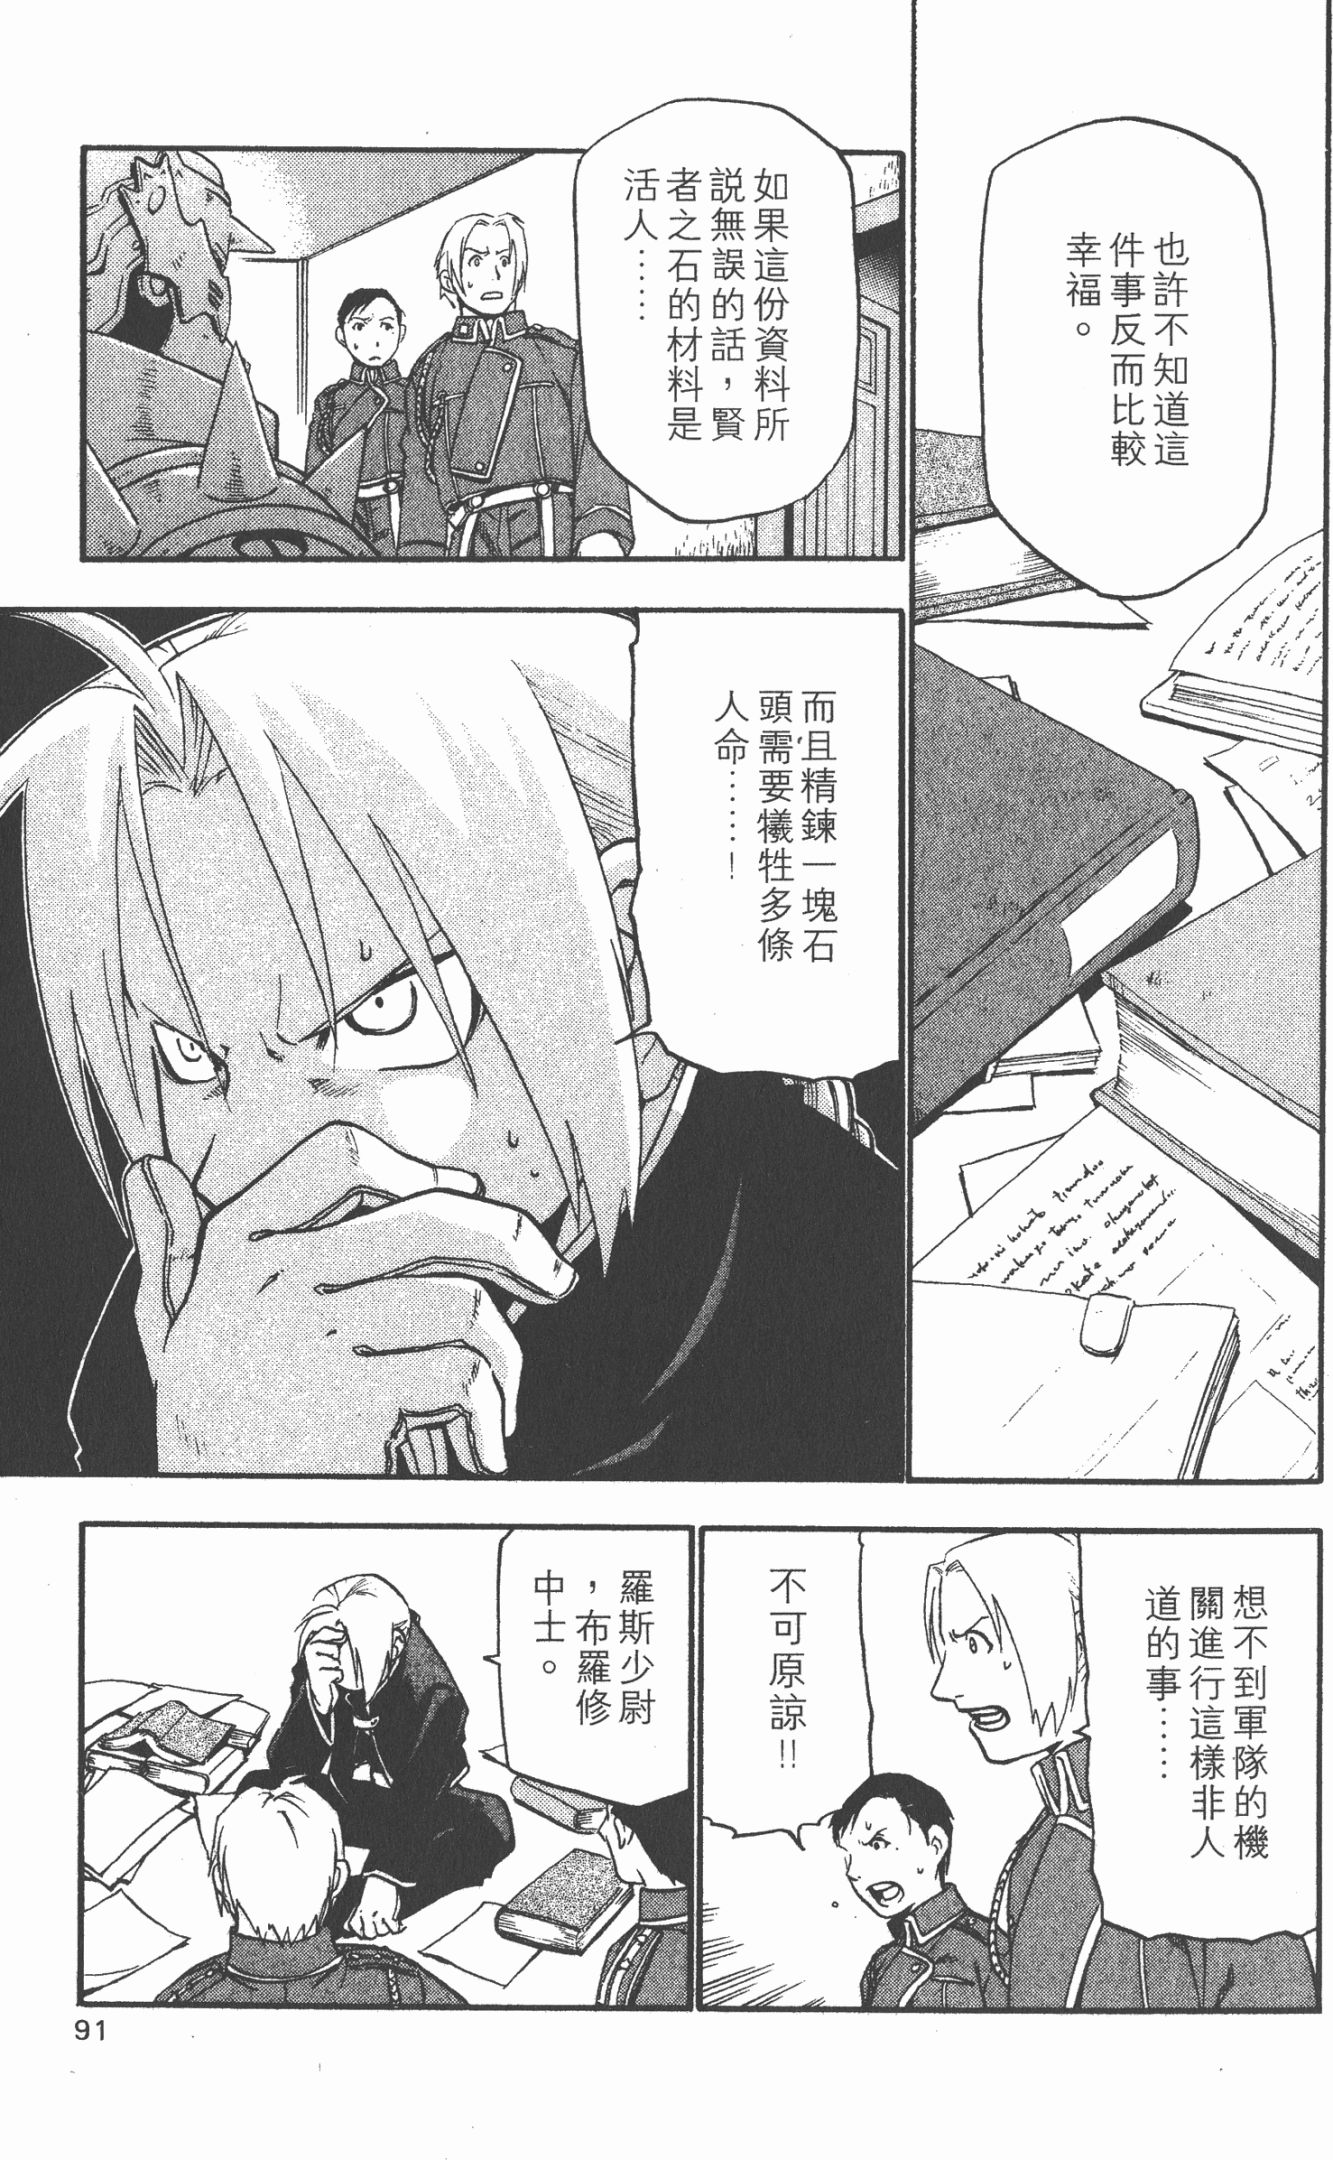 也許不知道這
件事反而比較
幸福。
如果這份資料所
説無誤的話，賢
者之石的材料是
活人……
而且精鍊一塊石
頭需要犧牲多條
人命……！
想不到軍隊的機
關進行這樣非人
道的事……
不可原諒!!
羅斯少尉
，布羅修
中士。
91